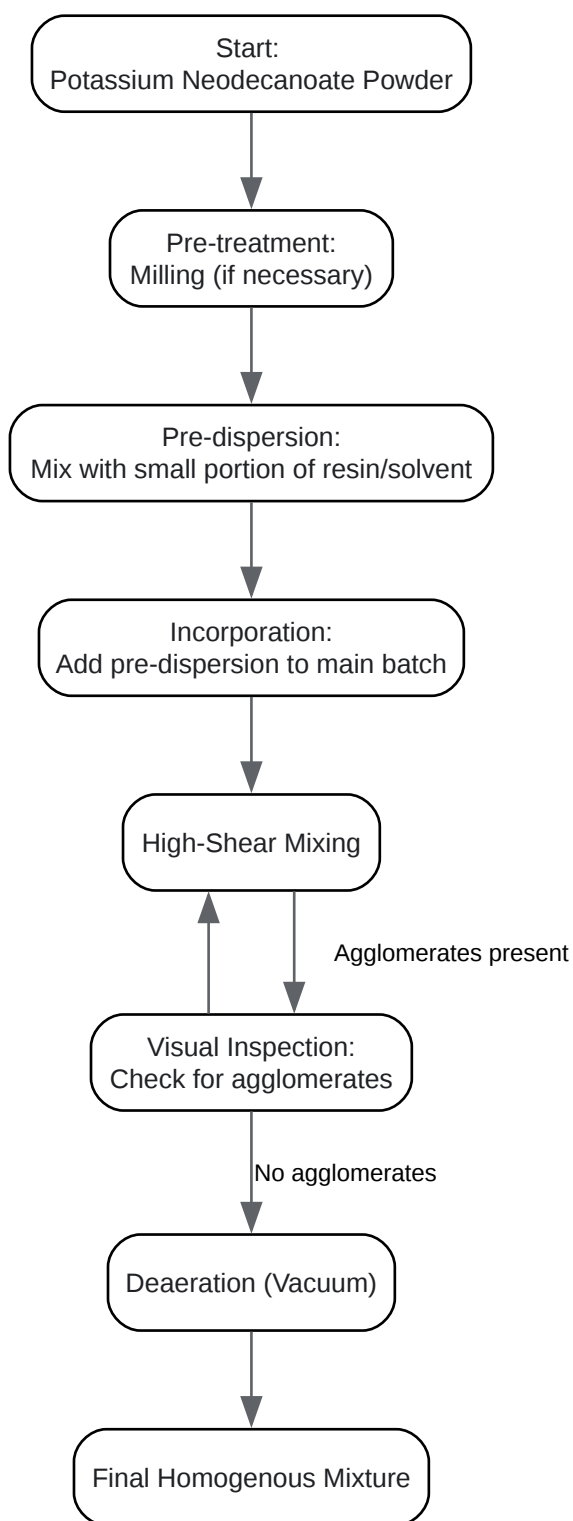 Start:
Potassium Neodecanoate Powder
Pre-treatment:
Milling (if necessary)
Pre-dispersion:
Mix with small portion of resin/solvent
Incorporation:
Add pre-dispersion to main batch
High-Shear Mixing
Agglomerates present
Visual Inspection:
Check for agglomerates
No agglomerates
Deaeration (Vacuum)
Final Homogenous Mixture